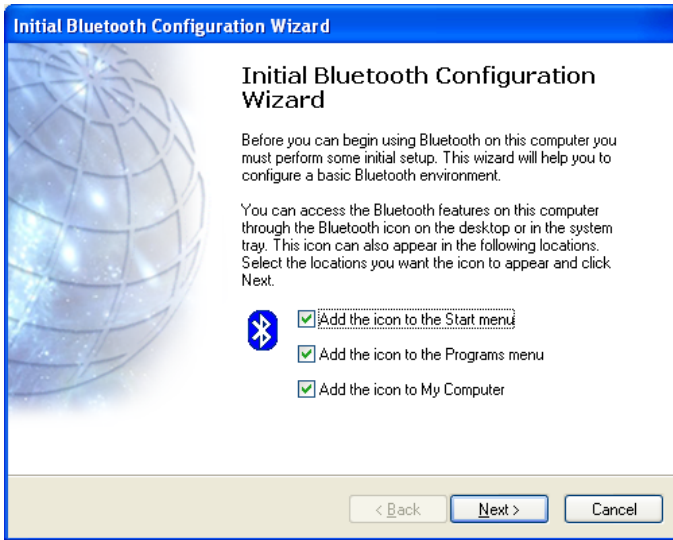 Initial Bluetooth Configuration Wizard
Initial Bluetooth Configuration
Wizard
Before you can begin using Bluetooth on this computer you
must perform some initial setup. This wizard will help you to
configure a basic Bluetooth environment.
You can access the Bluetooth features on this computer
through the Bluetooth icon on the desktop or in the system
tray. This icon can also appear in the following locations.
Select the locations you want the icon to appear and click
Next.
Add the icon to the Start menu
Add the icon to the Programs menu
Add the icon to My Computer
< Back Next > Cancel